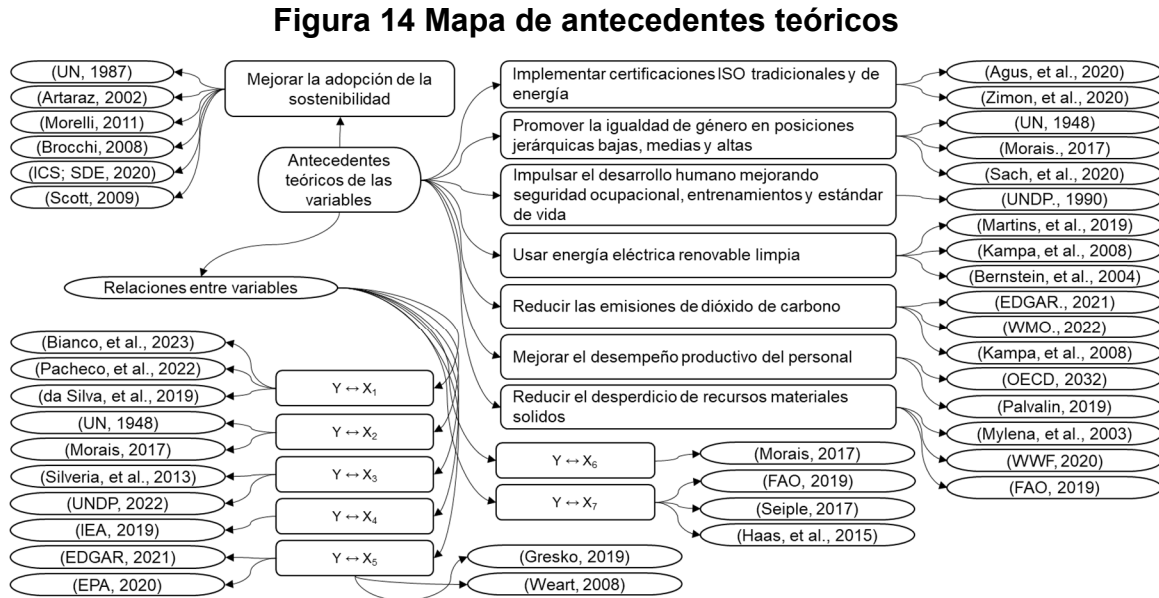 Figura 14 Mapa de antecedentes teóricos
(UN, 1987)
(Artaraz, 2002)
(Morelli, 2011)
(Brocchi, 2008)
(ICS; SDE, 2020)
(Scott, 2009)
Mejorar la adopción de la
sostenibilidad
Antecedentes
teóricos de las
variables
Relaciones entre variables
Implementar certificaciones ISO tradicionales y de
energía
Promover la igualdad de género en posiciones
jerárquicas bajas, medias y altas
Impulsar el desarrollo humano mejorando
seguridad ocupacional, entrenamientos y estándar
de vida
Usar energía eléctrica renovable limpia
Reducir las emisiones de dióxido de carbono
Mejorar el desempeño productivo del personal
Reducir el desperdicio de recursos materiales
solidos
(Agus, et al., 2020)
(Zimon, et al., 2020)
(UN, 1948)
(Morais., 2017)
(Sach, et al., 2020)
(UNDP., 1990)
(Martins, et al., 2019)
(Kampa, et al., 2008)
(Bernstein, et al., 2004)
(EDGAR., 2021)
(WMO., 2022)
(Kampa, et al., 2008)
(OECD, 2032)
(Palvalin, 2019)
(Mylena, et al., 2003)
(WWF, 2020)
(FAO, 2019)
(Bianco, et al., 2023)
(Pacheco, et al., 2022)
(da Silva, et al., 2019)
(UN, 1948)
(Morais, 2017)
(Silveria, et al., 2013)
(UNDP, 2022)
(IEA, 2019)
(EDGAR, 2021)
(EPA, 2020)
Y ↔ X₁
Y ↔ X₂
Y ↔ X₃
Y ↔ X₄
Y ↔ X₅
Y ↔ X₆
Y ↔ X₇
(Morais, 2017)
(FAO, 2019)
(Seiple, 2017)
(Haas, et al., 2015)
(Gresko, 2019)
(Weart, 2008)